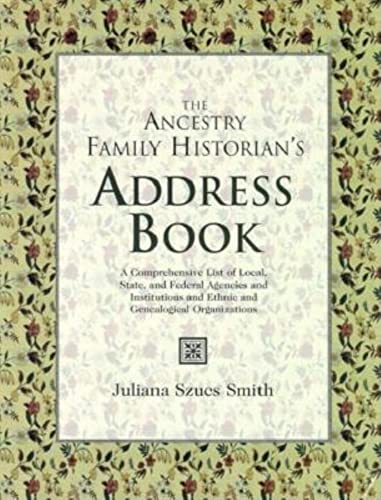 THE
ANCESTRY
FAMILY HISTORIAN'S
ADDRESS
BOOK
A Comprehensive List of Local,
State, and Federal Agencies and
Institutions and Ethnic and
Genealogical Organizations
Juliana Szucs Smith